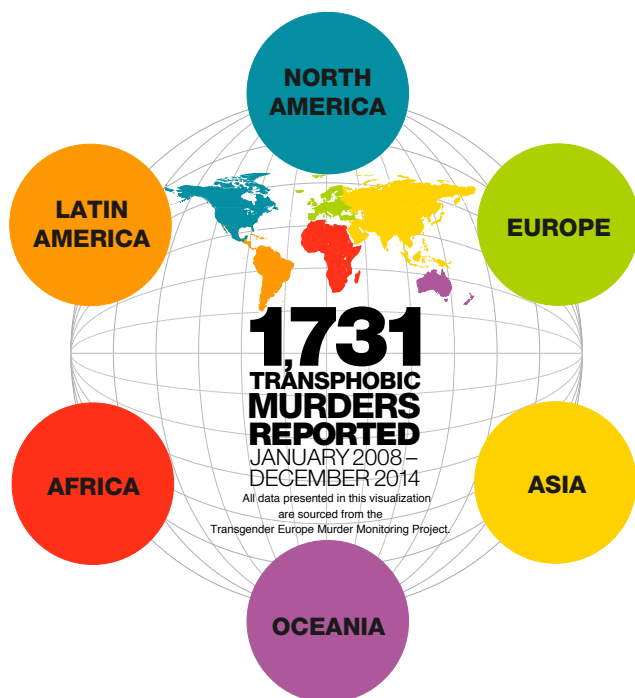 NORTH
AMERICA
LATIN
AMERICA
EUROPE
1,731
TRANSPHOBIC
MURDERS
REPORTED
JANUARY 2008 –
DECEMBER 2014
All data presented in this visualization
are sourced from the
Transgender Europe Murder Monitoring Project.
AFRICA
ASIA
OCEANIA